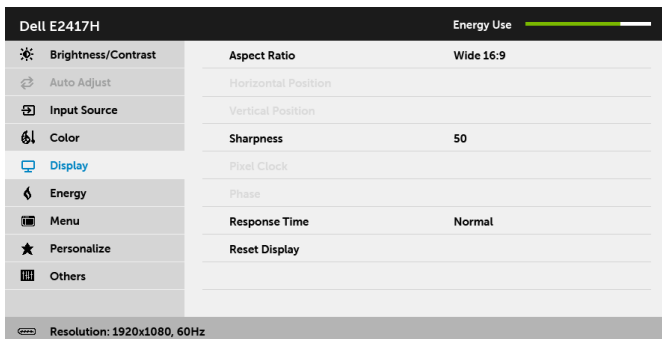 Dell E2417H Energy Use
Brightness/Contrast Aspect Ratio Wide 16:9
Auto Adjust Horizontal Position
Input Source Vertical Position
Color Sharpness 50
Display Pixel Clock
Energy Phase
Menu Response Time Normal
Personalize Reset Display
Others
Resolution: 1920x1080, 60Hz